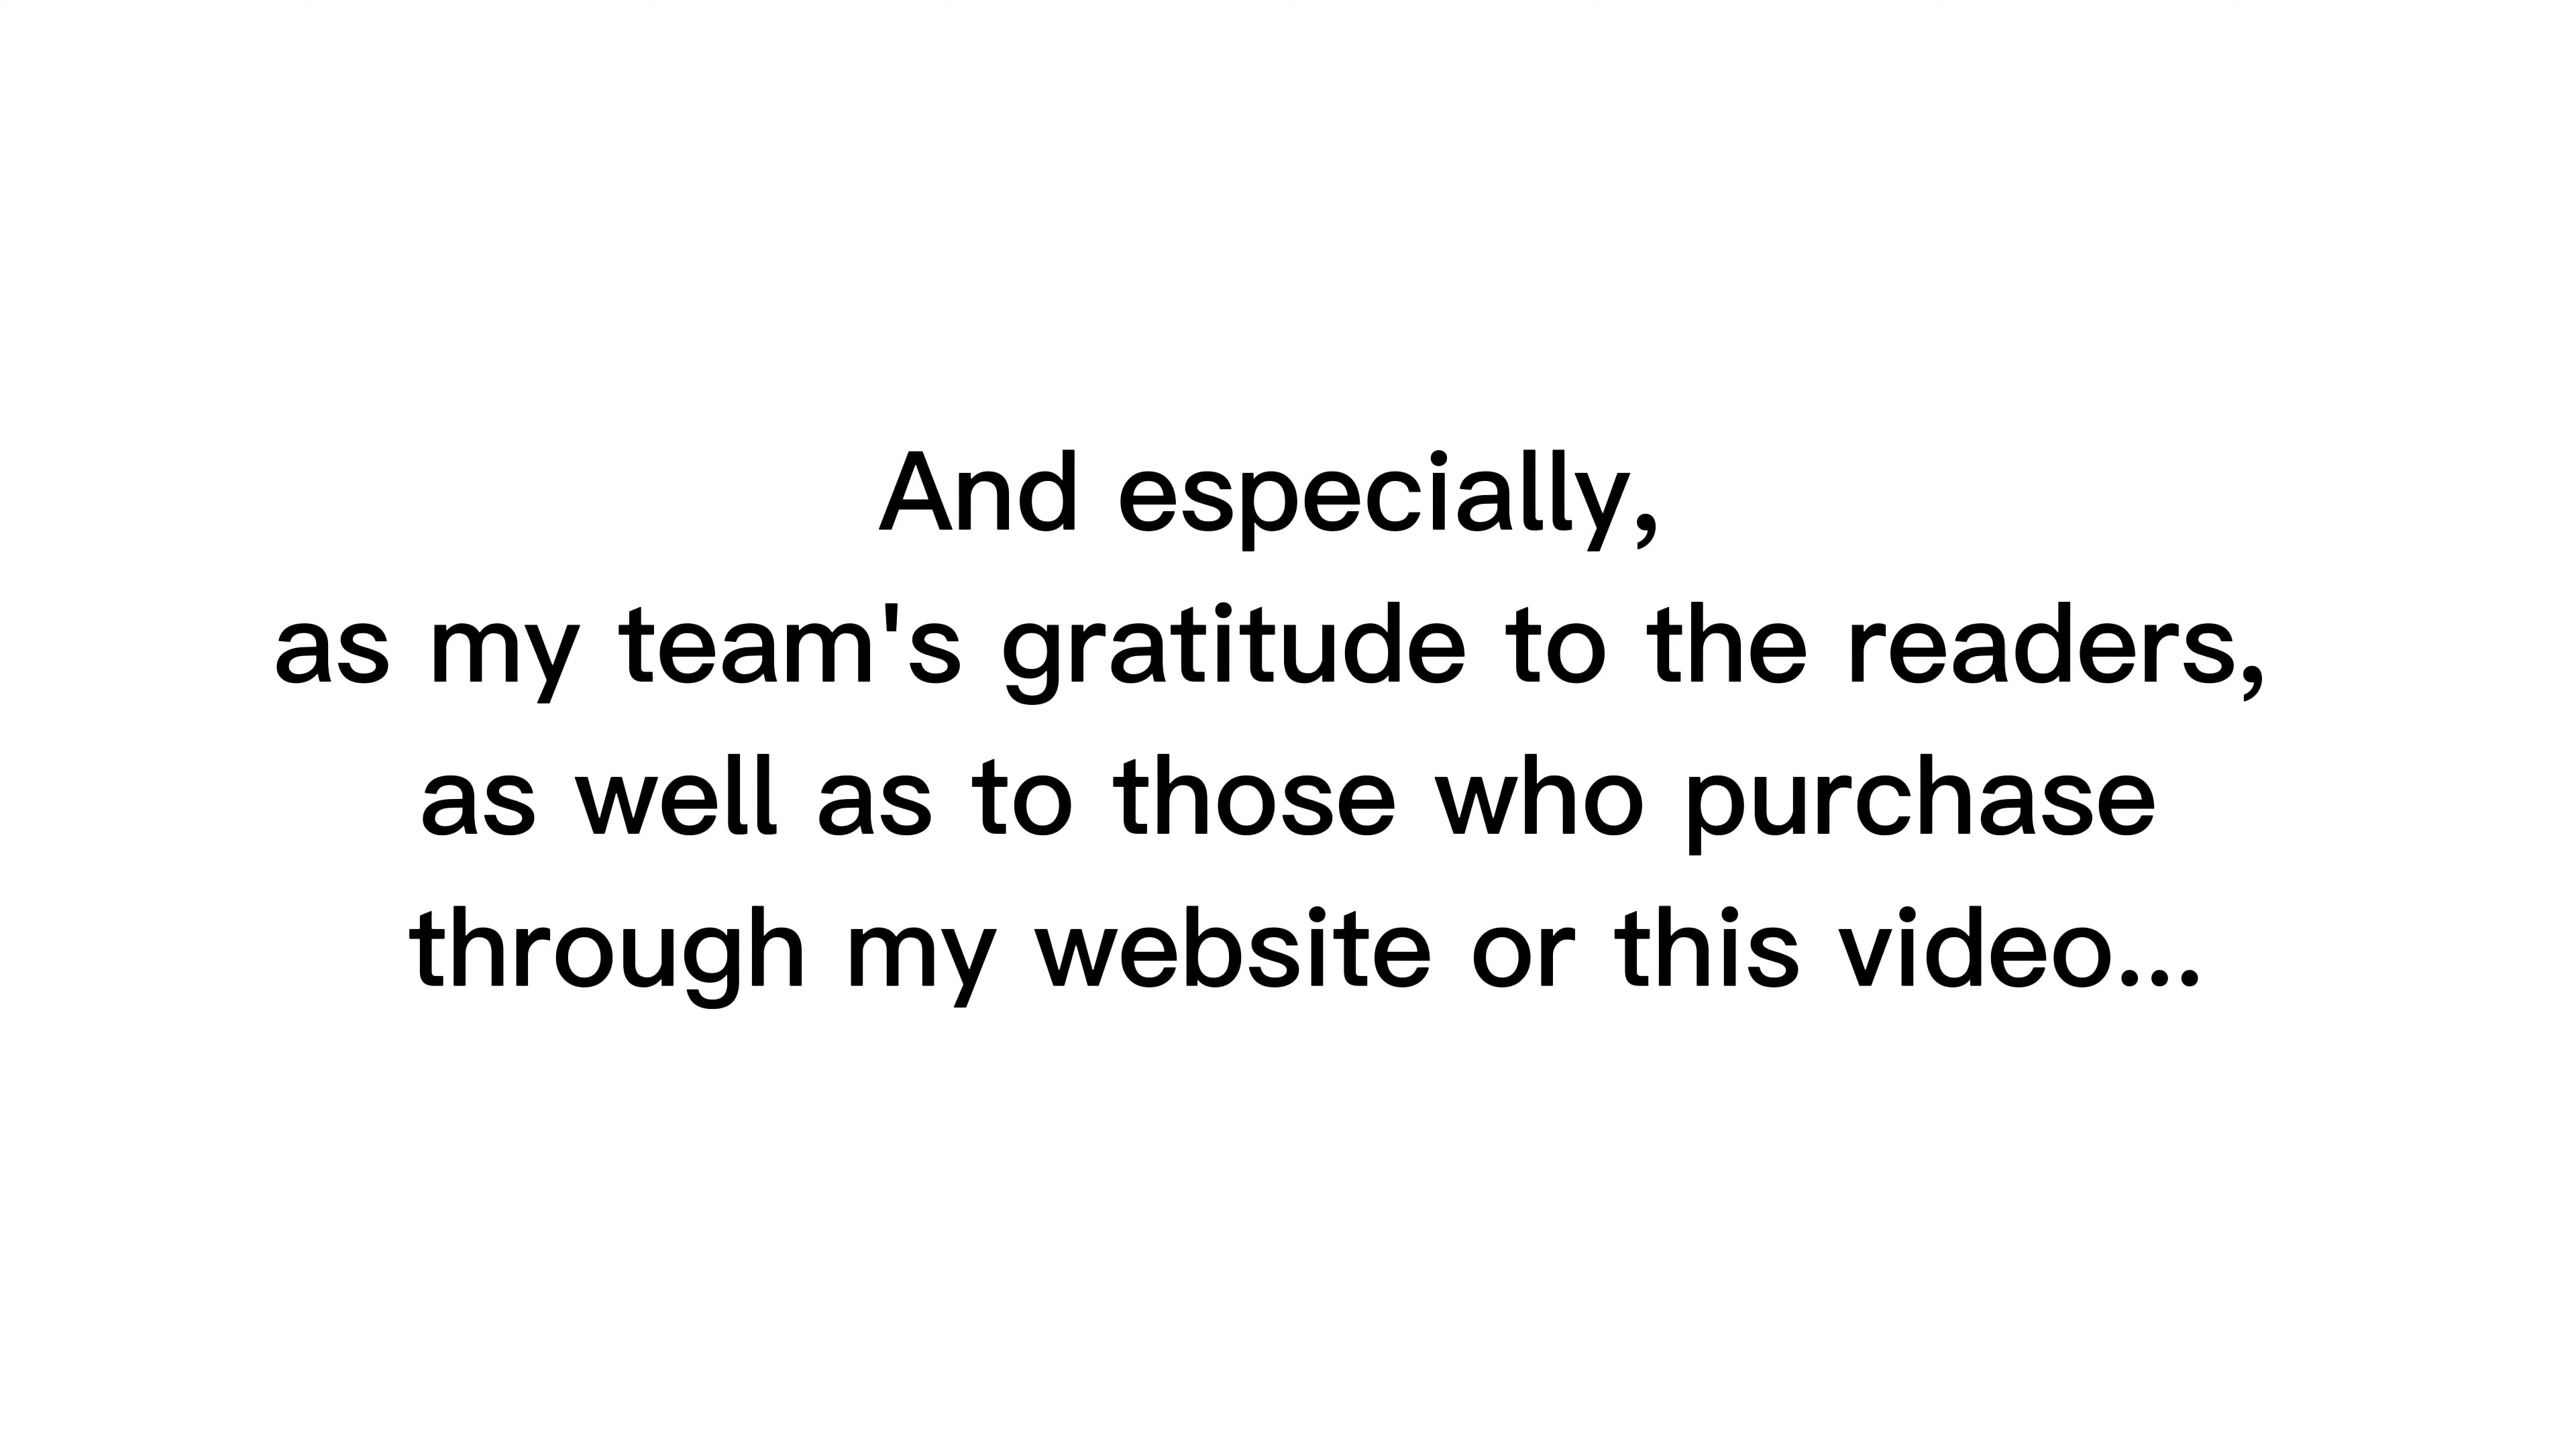 And especially,
as my team's gratitude to the readers,
as well as to those who purchase
through my website or this video...